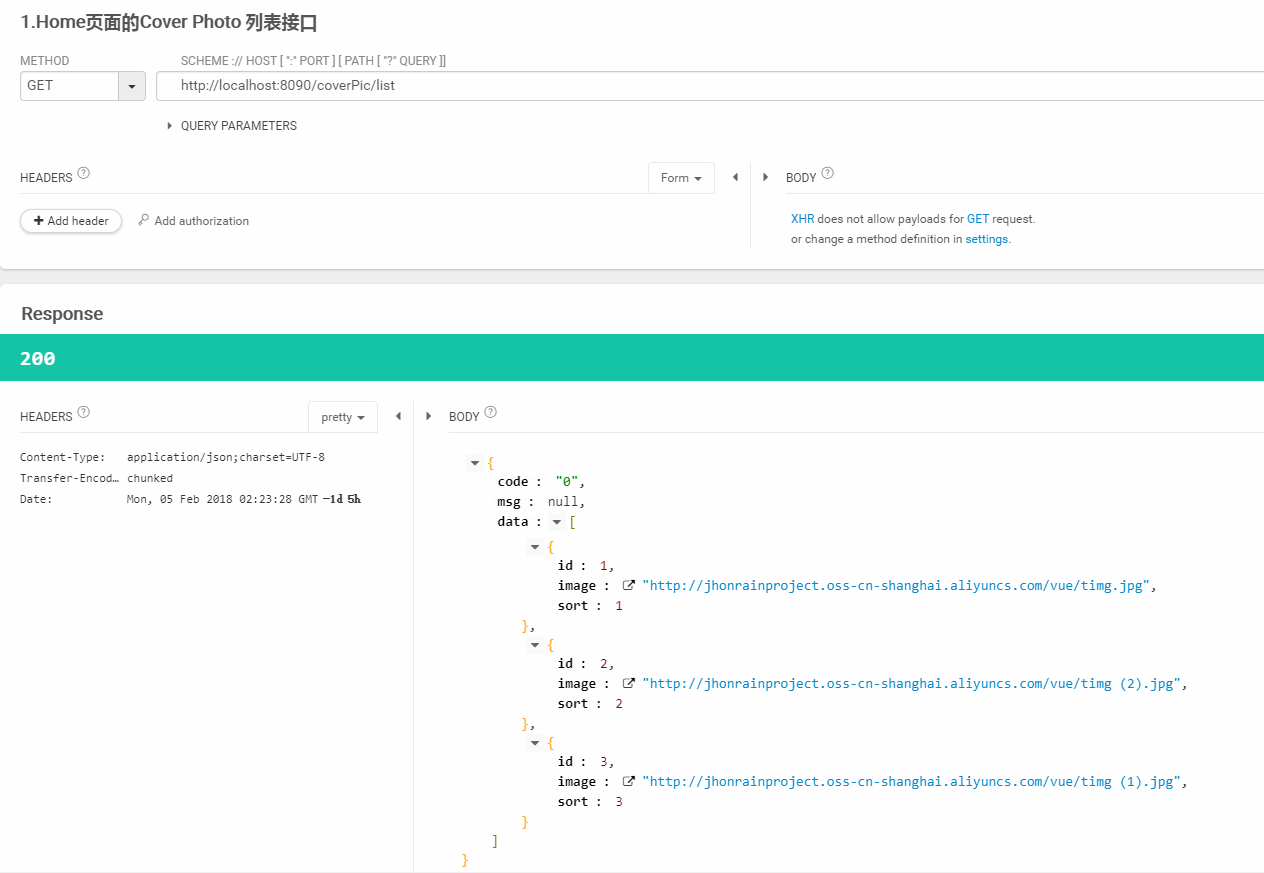 1.Home页面的Cover Photo 列表接口
METHOD
SCHEME :// HOST [ ":" PORT ] [ PATH [ "?" QUERY ]]
GET
http://localhost:8090/coverPic/list
QUERY PARAMETERS
HEADERS ?
Form
BODY ?
Add header
Add authorization
XHR does not allow payloads for GET request.
or change a method definition in settings.
Response
200
HEADERS ?
pretty
BODY ?
Content-Type: application/json;charset=UTF-8
Transfer-Encod… chunked
Date: Mon, 05 Feb 2018 02:23:28 GMT −1d 5h
{
code : "0",
msg : null,
data : [
{
id : 1,
image : "http://jhonrainproject.oss-cn-shanghai.aliyuncs.com/vue/timg.jpg",
sort : 1
},
{
id : 2,
image : "http://jhonrainproject.oss-cn-shanghai.aliyuncs.com/vue/timg (2).jpg",
sort : 2
},
{
id : 3,
image : "http://jhonrainproject.oss-cn-shanghai.aliyuncs.com/vue/timg (1).jpg",
sort : 3
}
]
}